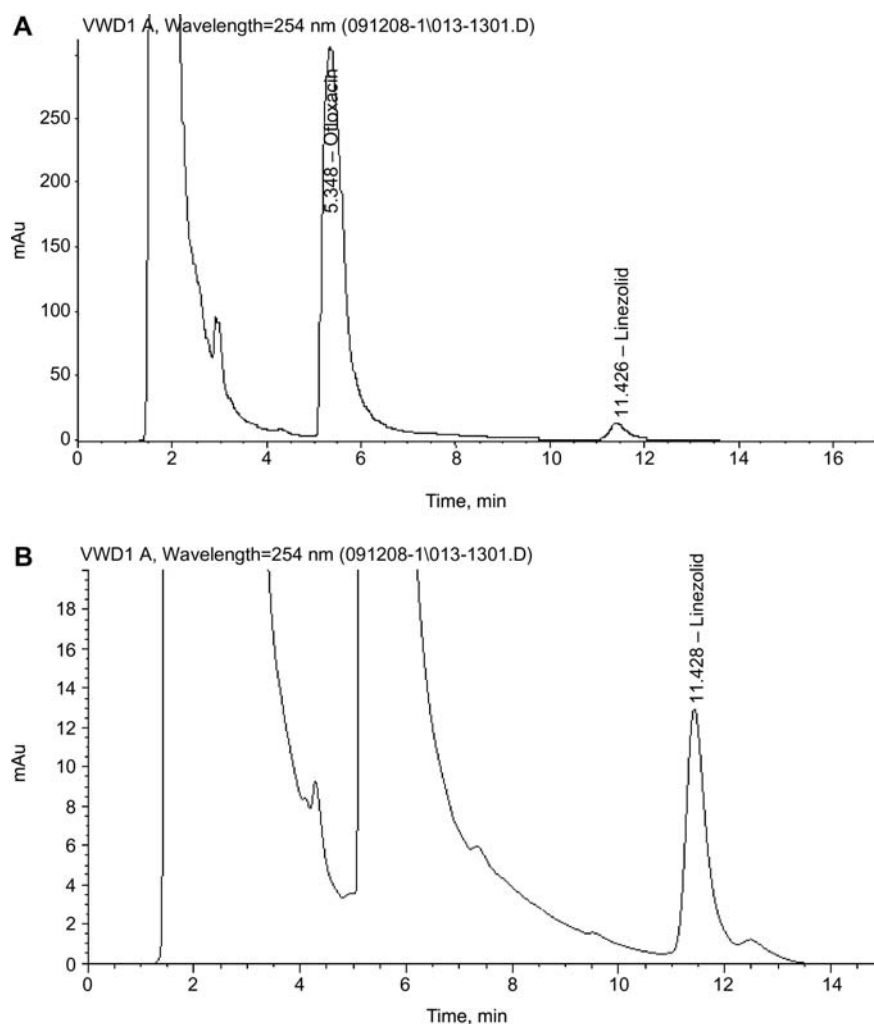 A
VWD1 A, Wavelength=254 nm (091208-1\013-1301.D)
250
200
150
100
50
0
mAu
5.348 – Ofloxacin
11.426 – Linezolid
0 2 4 6 8 10 12 14 16
Time, min
B
VWD1 A, Wavelength=254 nm (091208-1\013-1301.D)
18
16
14
12
10
8
6
4
2
0
mAu
11.428 – Linezolid
0 2 4 6 8 10 12 14
Time, min